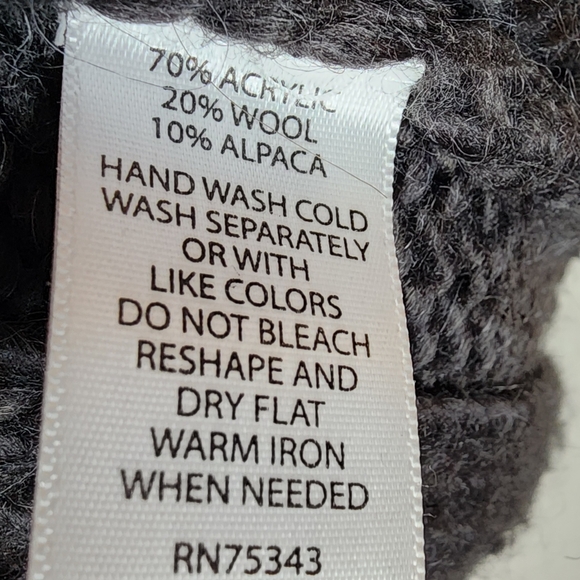 70% ACRYLIC
20% WOOL
10% ALPACA
HAND WASH COLD
WASH SEPARATELY
OR WITH
LIKE COLORS
DO NOT BLEACH
RESHAPE AND
DRY FLAT
WARM IRON
WHEN NEEDED
RN75343